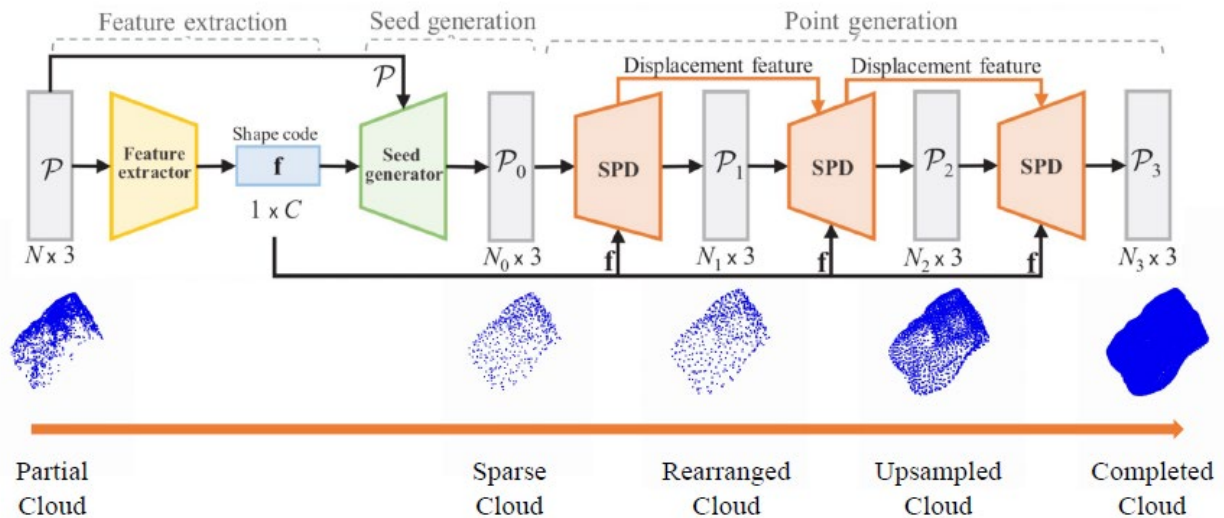 Feature extraction
Seed generation
Point generation
𝒫
Displacement feature
Displacement feature
𝒫
Feature
extractor
Shape code
f
Seed
generator
𝒫₀
SPD
𝒫₁
SPD
𝒫₂
SPD
𝒫₃
N x 3
1 x C
N₀ x 3
f
N₁ x 3
f
N₂ x 3
f
N₃ x 3
Partial
Cloud
Sparse
Cloud
Rearranged
Cloud
Upsampled
Cloud
Completed
Cloud